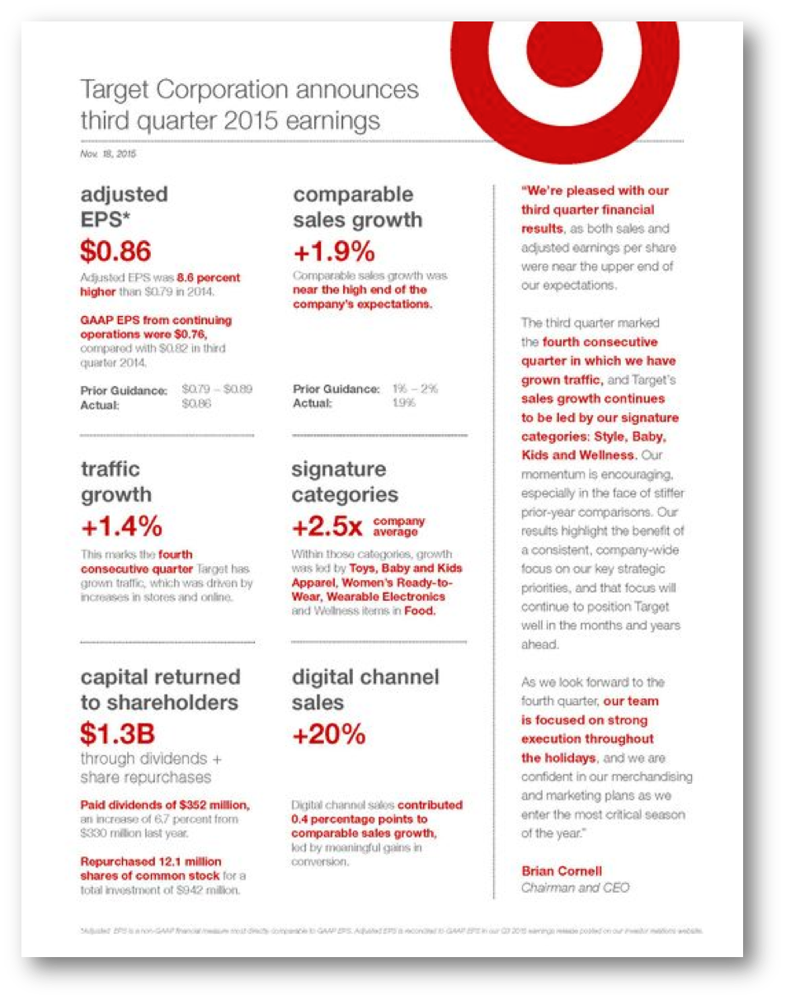 Target Corporation announces
third quarter 2015 earnings
Nov. 18, 2015
adjusted
EPS*
$0.86
Adjusted EPS was 8.6 percent
higher than $0.79 in 2014.
GAAP EPS from continuing
operations were $0.76,
compared with $0.82 in third
quarter 2014.
Prior Guidance: $0.79 – $0.89
Actual: $0.86
comparable
sales growth
+1.9%
Comparable sales growth was
near the high end of the
company's expectations.
Prior Guidance: 1% – 2%
Actual: 1.9%
traffic
growth
+1.4%
This marks the fourth
consecutive quarter Target has
grown traffic, which was driven by
increases in stores and online.
signature
categories
+2.5x company
average
Within those categories, growth
was led by Toys, Baby and Kids
Apparel, Women's Ready-to-
Wear, Wearable Electronics
and Wellness items in Food.
capital returned
to shareholders
$1.3B
through dividends +
share repurchases
Paid dividends of $352 million,
an increase of 6.7 percent from
$330 million last year.
Repurchased 12.1 million
shares of common stock for a
total investment of $942 million.
digital channel
sales
+20%
Digital channel sales contributed
0.4 percentage points to
comparable sales growth,
led by meaningful gains in
conversion.
"We're pleased with our
third quarter financial
results, as both sales and
adjusted earnings per share
were near the upper end of
our expectations.
The third quarter marked
the fourth consecutive
quarter in which we have
grown traffic, and Target's
sales growth continues
to be led by our signature
categories: Style, Baby,
Kids and Wellness. Our
momentum is encouraging,
especially in the face of stiffer
prior-year comparisons. Our
results highlight the benefit of
a consistent, company-wide
focus on our key strategic
priorities, and that focus will
continue to position Target
well in the months and years
ahead.
As we look forward to the
fourth quarter, our team
is focused on strong
execution throughout
the holidays, and we are
confident in our merchandising
and marketing plans as we
enter the most critical season
of the year."
Brian Cornell
Chairman and CEO
*Adjusted EPS is a non-GAAP financial measure most directly comparable to GAAP EPS. Adjusted EPS is reconciled to GAAP EPS in our Q3 2015 earnings release posted on our investor relations website.